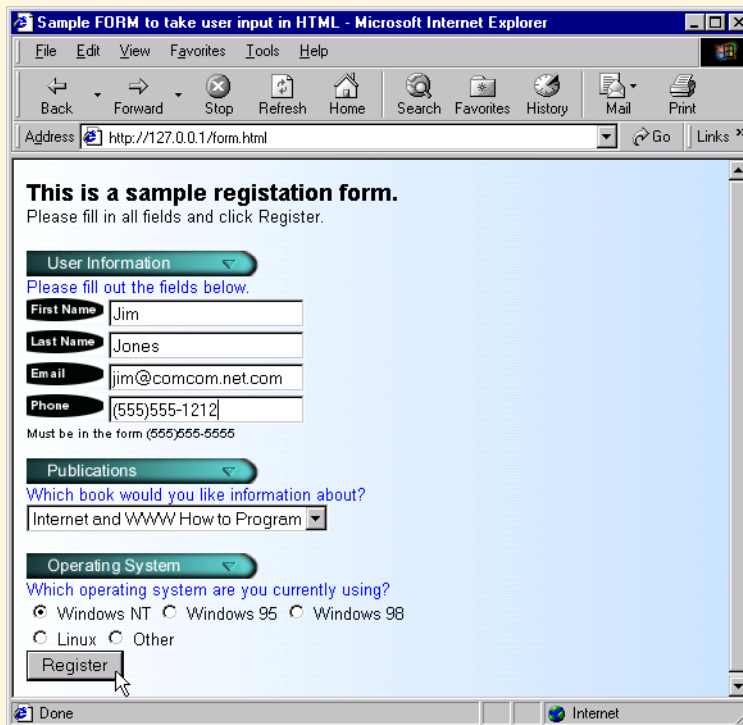 Sample FORM to take user input in HTML - Microsoft Internet Explorer
File Edit View Favorites Tools Help
Back Forward Stop Refresh Home Search Favorites History Mail Print
Address http://127.0.0.1/form.html Go Links »
This is a sample registation form.
Please fill in all fields and click Register.
User Information
Please fill out the fields below.
First Name Jim
Last Name Jones
Email jim@comcom.net.com
Phone (555)555-1212
Must be in the form (555)555-5555
Publications
Which book would you like information about?
Internet and WWW How to Program
Operating System
Which operating system are you currently using?
Windows NT Windows 95 Windows 98
Linux Other
Register
Done Internet